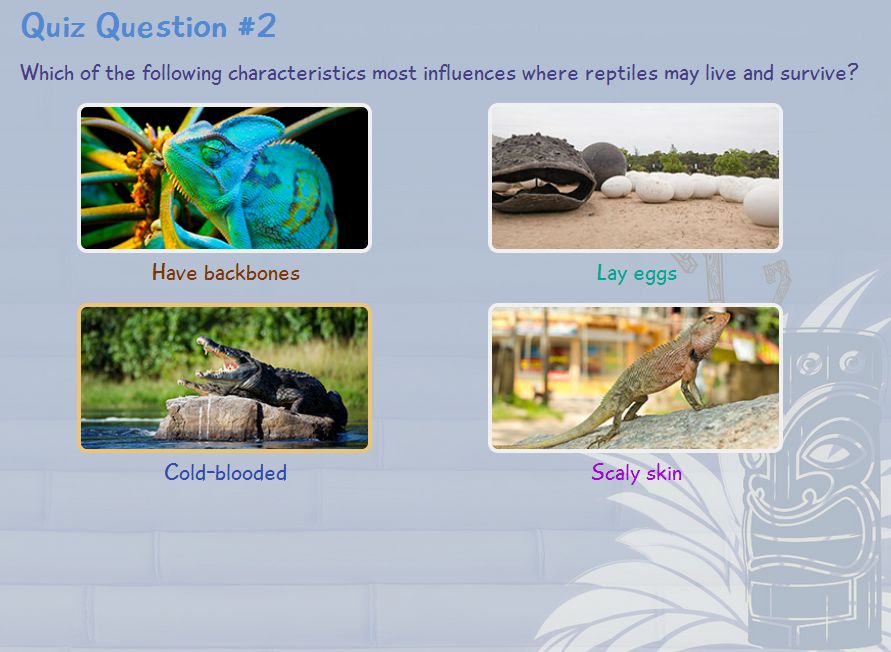 Quiz Question #2
Which of the following characteristics most influences where reptiles may live and survive?
Have backbones
Lay eggs
Cold-blooded
Scaly skin